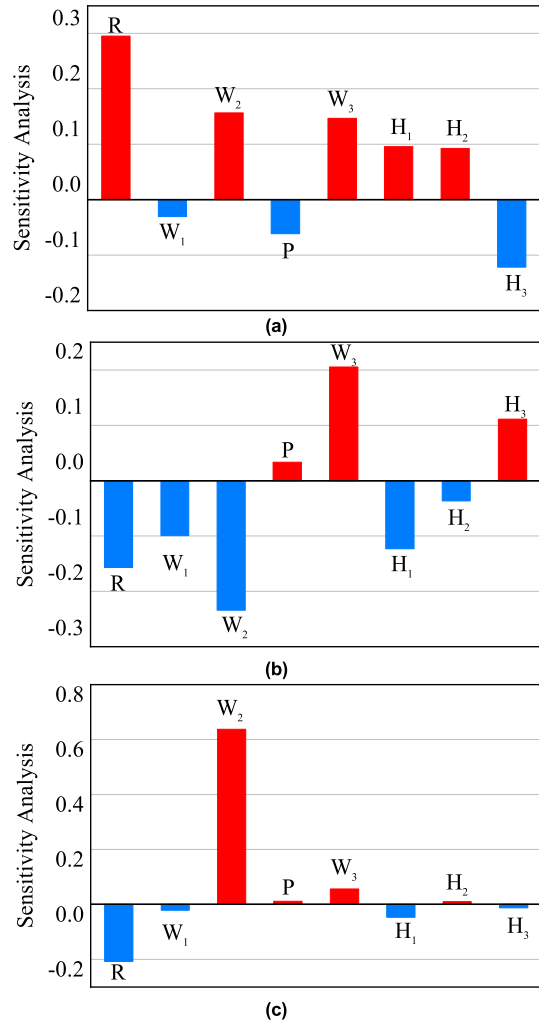 0.3
0.2
0.1
0.0
-0.1
-0.2
Sensitivity Analysis
R
W1
W2
P
W3
H1
H2
H3
(a)
0.2
0.1
0.0
-0.1
-0.2
-0.3
Sensitivity Analysis
R
W1
W2
P
W3
H1
H2
H3
(b)
0.8
0.6
0.4
0.2
0.0
-0.2
Sensitivity Analysis
R
W1
W2
P
W3
H1
H2
H3
(c)